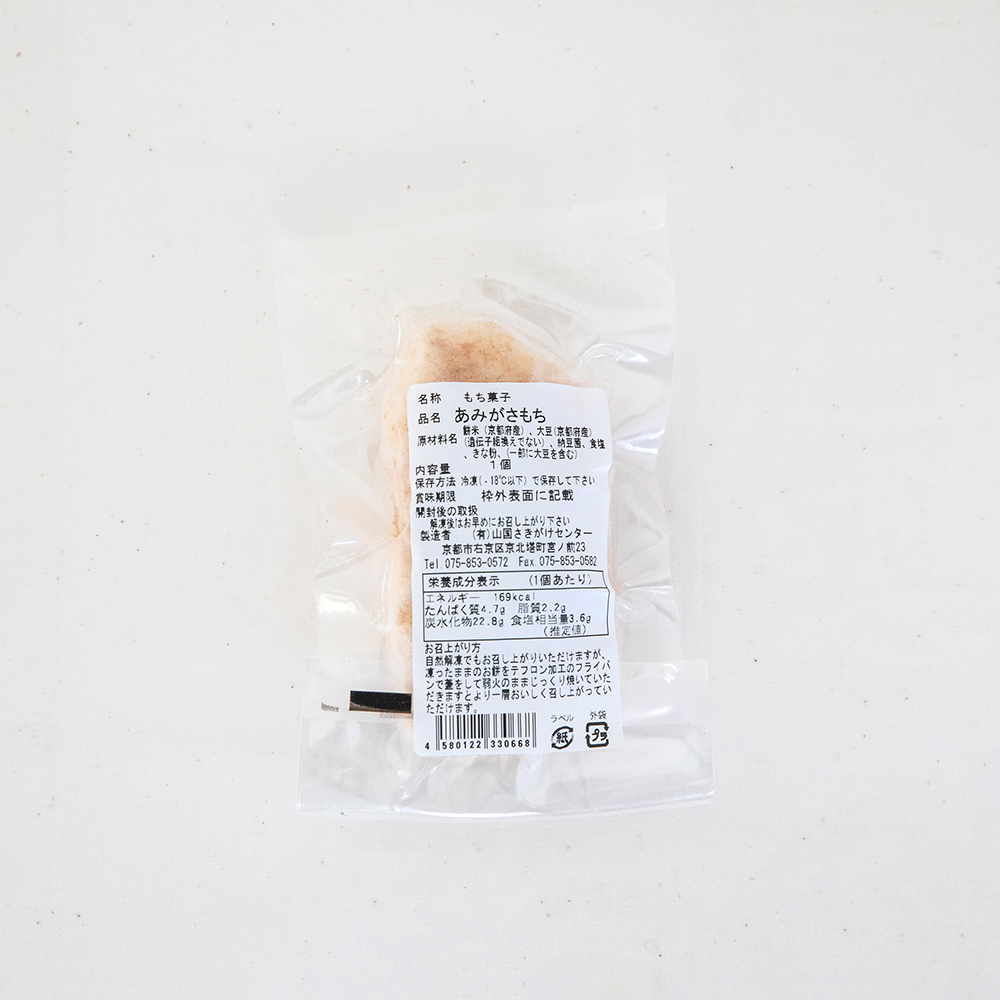 名称 もち菓子
品名 あみがさもち
原材料名 餅米(京都府産)、大豆(京都府産)
(遺伝子組換えでない)、納豆菌、食塩
、きな粉、(一部に大豆を含む)
内容量 1個
保存方法 冷凍(-18℃以下)で保存して下さい
賞味期限 枠外表面に記載
開封後の取扱
解凍後はお早めにお召し上がり下さい
製造者 (有)山国さきがけセンター
京都市右京区京北塔町宮ノ前23
Tel.075-853-0572 Fax.075-853-0582
栄養成分表示 (1個あたり)
エネルギー 169kcal
たんぱく質4.7g 脂質2.2g
炭水化物22.8g 食塩相当量3.6g
(推定値)
お召上がり方
自然解凍でもお召し上がりいただけますが、
凍ったままのお餅をテフロン加工のフライパ
ンで蓋をして弱火のままじっくり焼いていた
だきますとより一層おいしく召し上がってい
ただけます。
ラベル 外袋
紙 プラ
4 580122 330668